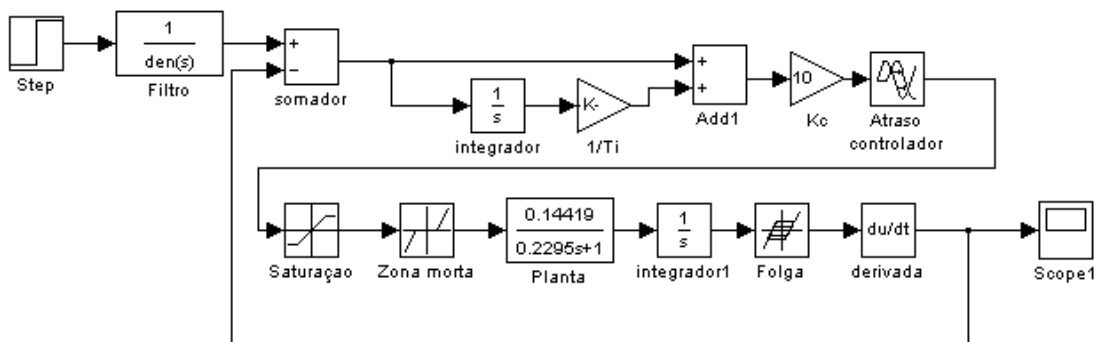 Step
1
den(s)
Filtro
+
−
somador
1
s
integrador
K-
1/Ti
+
+
Add1
10
Kc
Atraso
controlador
Saturaçao
Zona morta
0.14419
0.2295s+1
Planta
1
s
integrador1
Folga
du/dt
derivada
Scope1